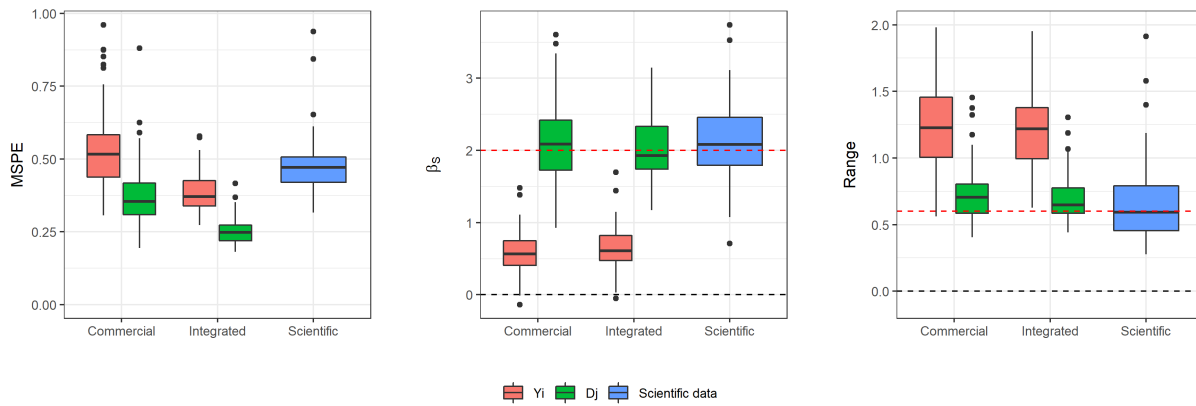 MSPE
1.00
0.75
0.50
0.25
0.00
Commercial Integrated Scientific
βs
3
2
1
0
Commercial Integrated Scientific
Range
2.0
1.5
1.0
0.5
0.0
Commercial Integrated Scientific
Yi Dj Scientific data